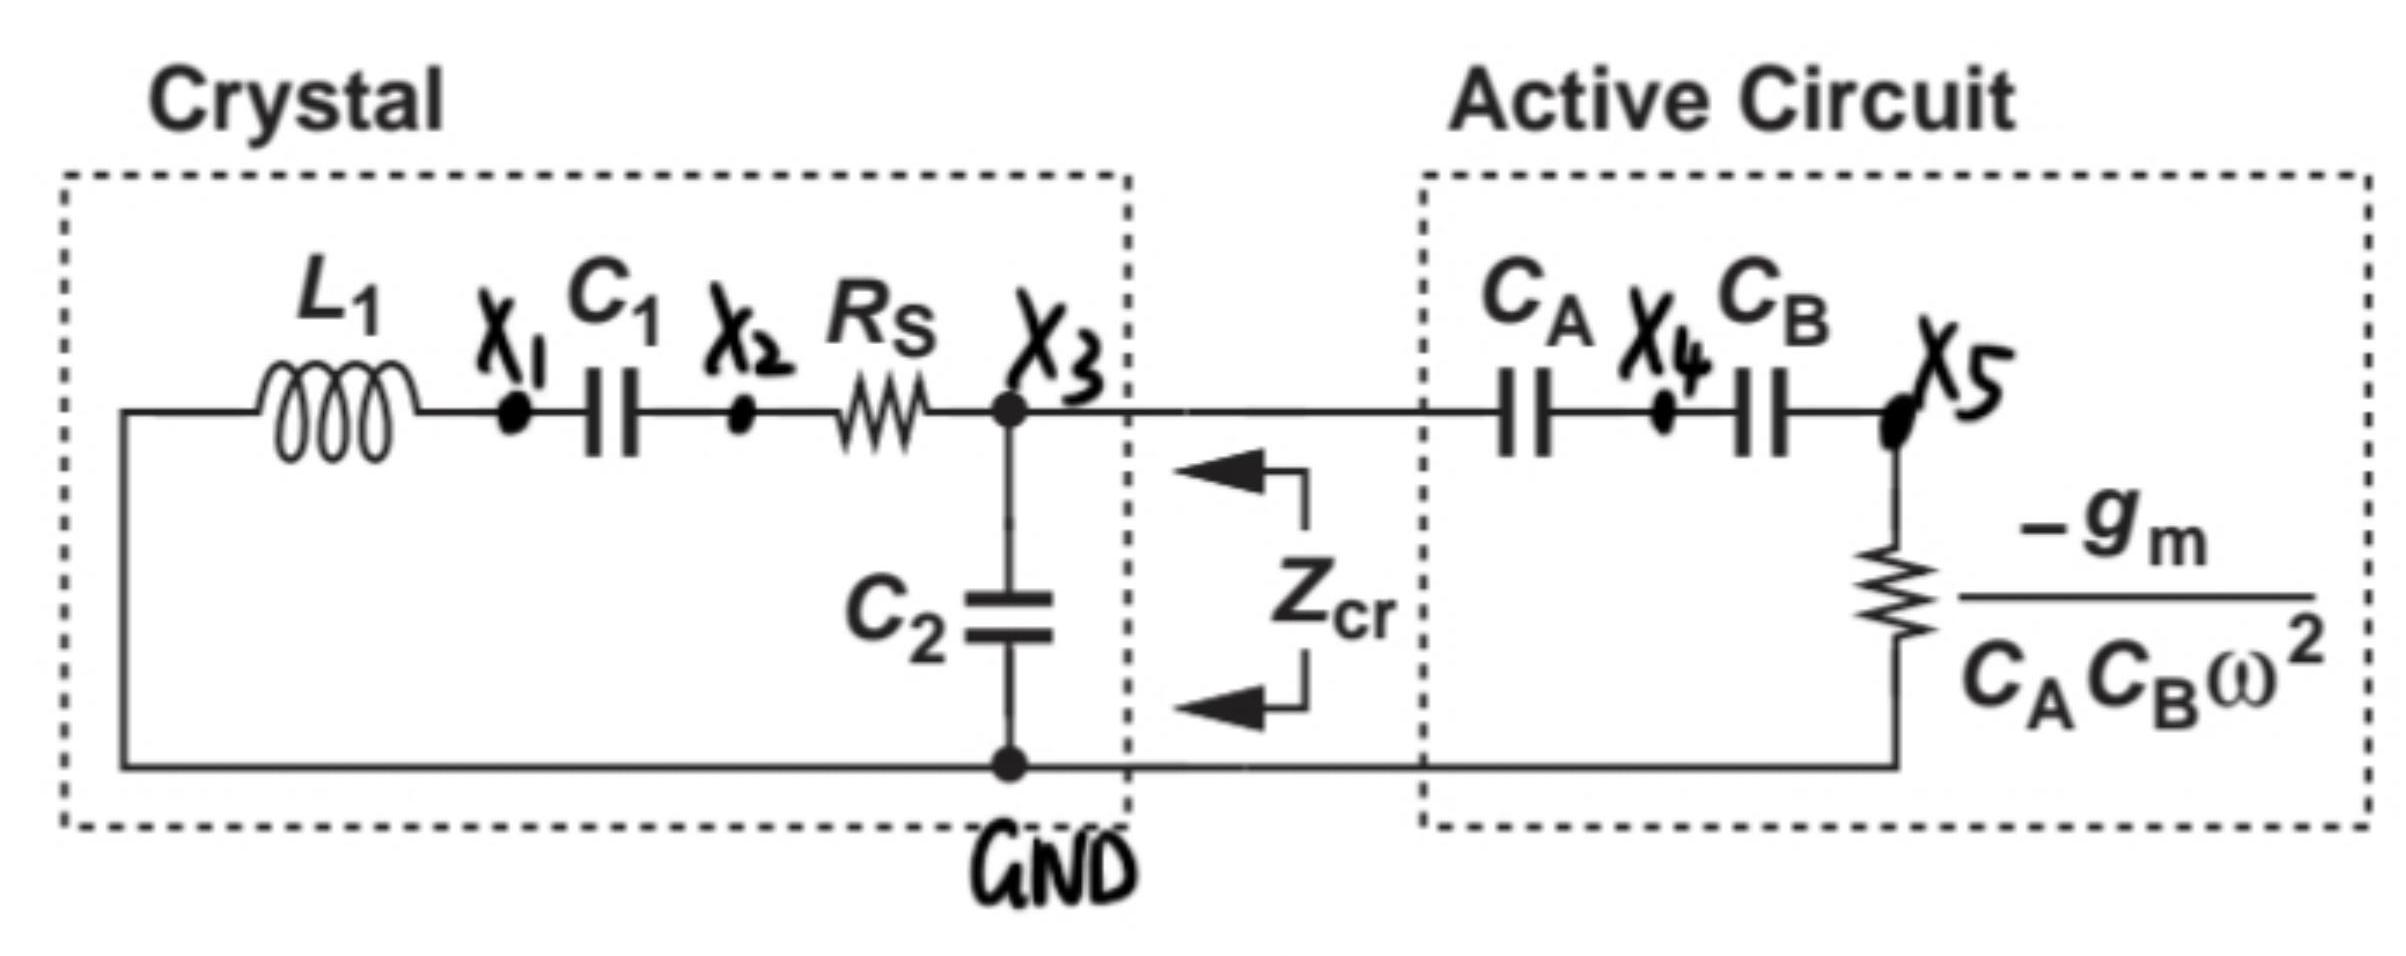 Crystal
Active Circuit
L1
X1
C1
X2
RS
X3
CA
X4
CB
X5
C2
Zcr
−gm
CACBω²
GND